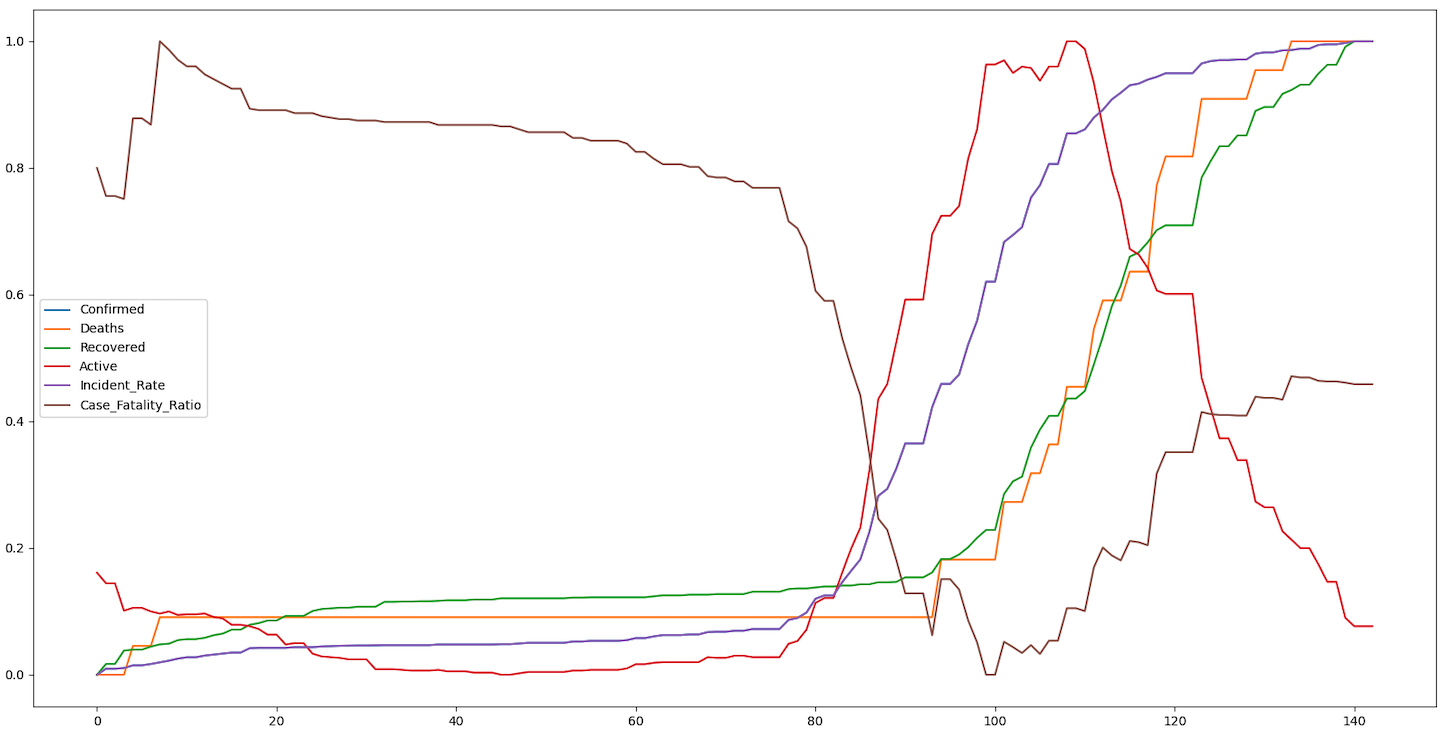 1.0
0.8
0.6
0.4
0.2
0.0
Confirmed
Deaths
Recovered
Active
Incident_Rate
Case_Fatality_Ratio
0 20 40 60 80 100 120 140